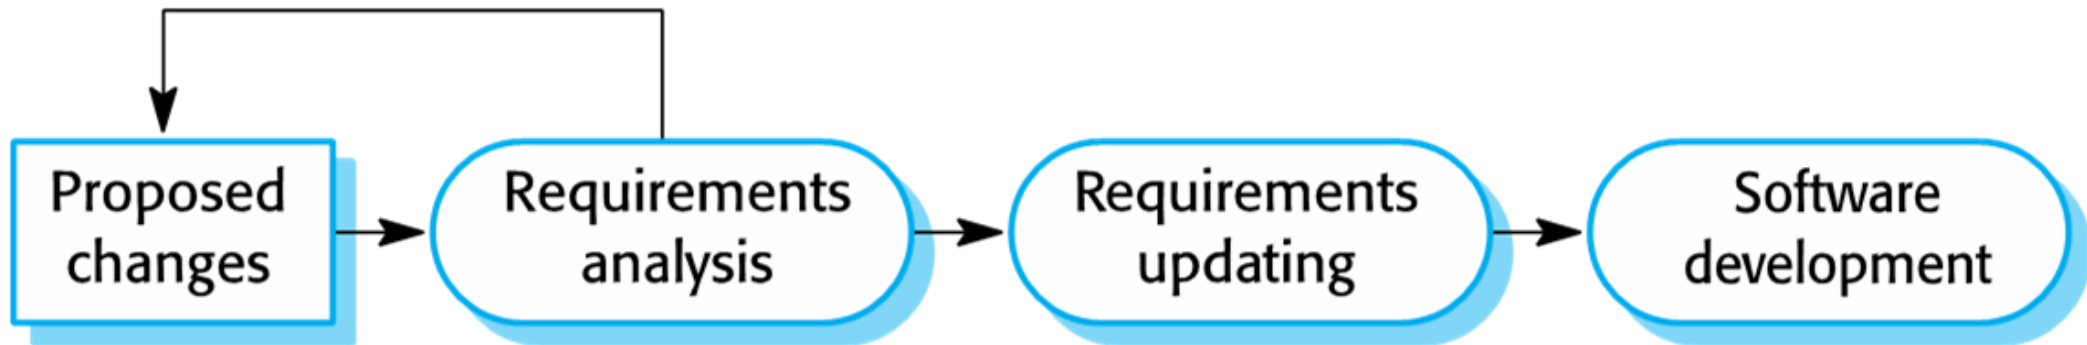 Proposed
changes
Requirements
analysis
Requirements
updating
Software
development